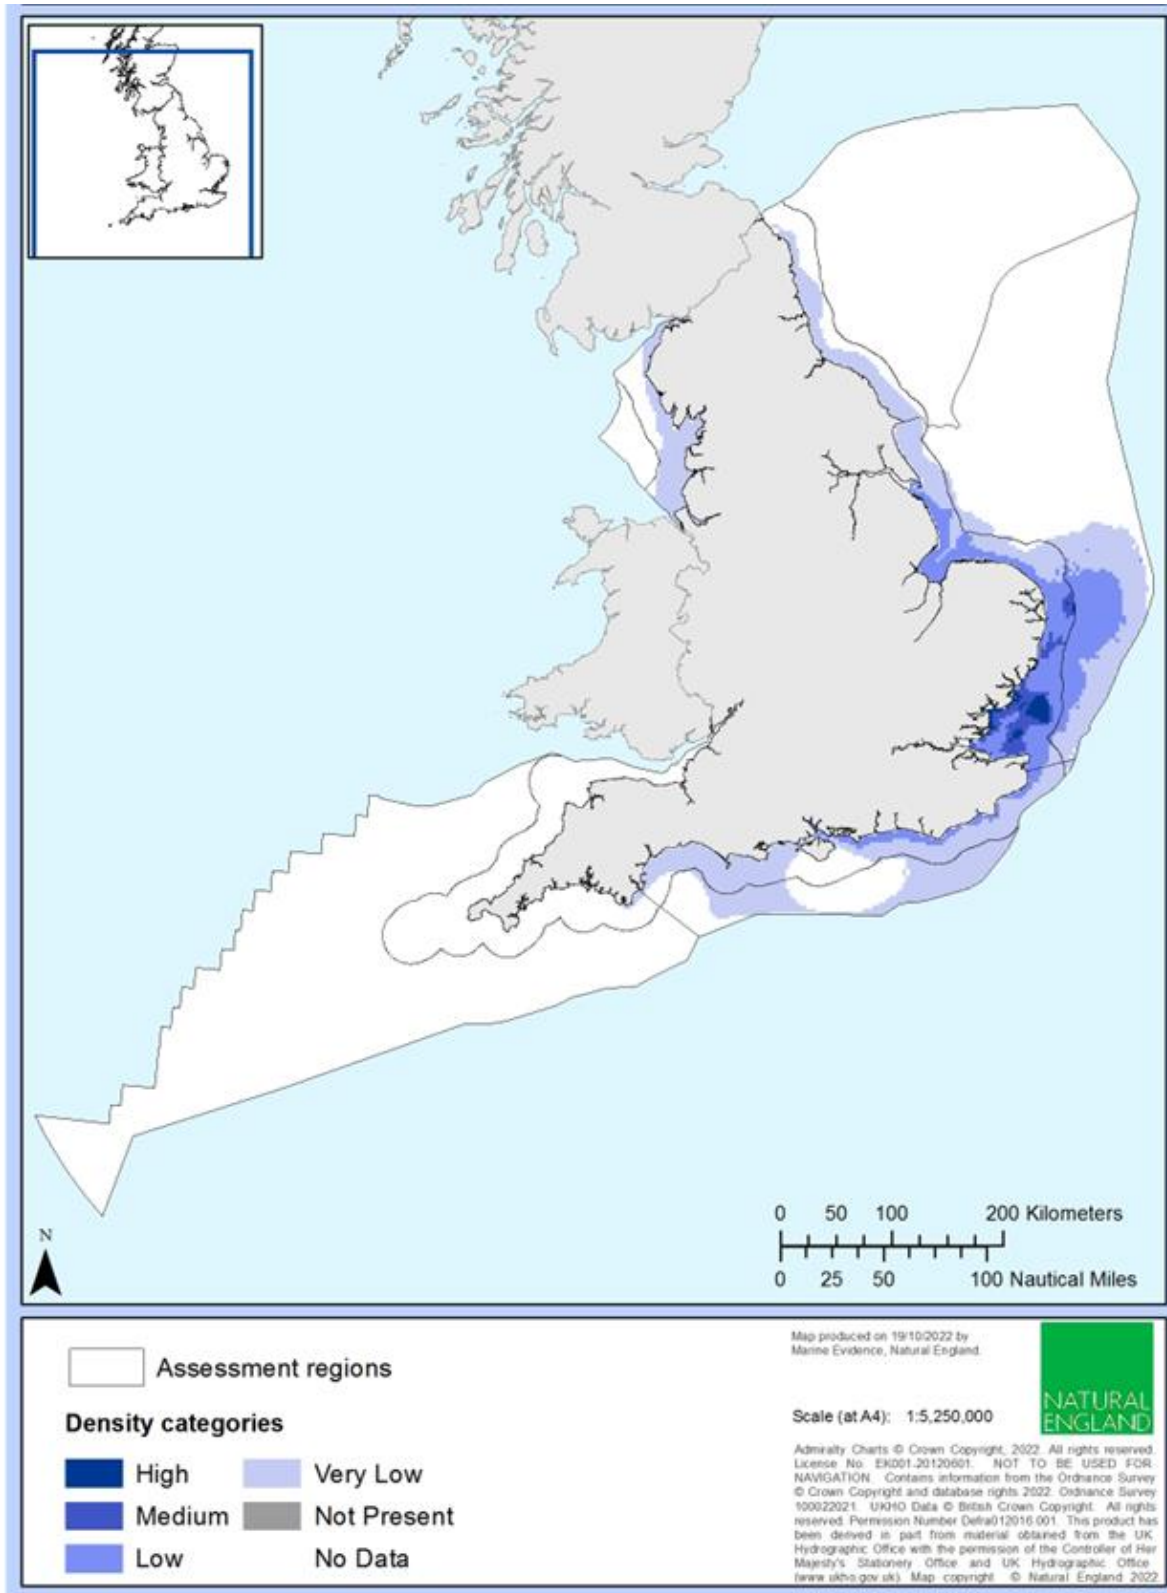 N
0 50 100 200 Kilometers
0 25 50 100 Nautical Miles
Assessment regions
Density categories
High
Medium
Low
Very Low
Not Present
No Data
Map produced on 19/10/2022 by
Marine Evidence, Natural England.
Scale (at A4): 1:5,250,000
NATURAL
ENGLAND
Admiralty Charts © Crown Copyright, 2022. All rights reserved.
License No. EK001-20120601. NOT TO BE USED FOR
NAVIGATION. Contains information from the Ordnance Survey
© Crown Copyright and database rights 2022. Ordnance Survey
100022021. UKHO Data © British Crown Copyright. All rights
reserved. Permission Number Defra012016.001. This product has
been derived in part from material obtained from the UK
Hydrographic Office with the permission of the Controller of Her
Majesty's Stationery Office and UK Hydrographic Office
(www.ukho.gov.uk). Map copyright © Natural England 2022